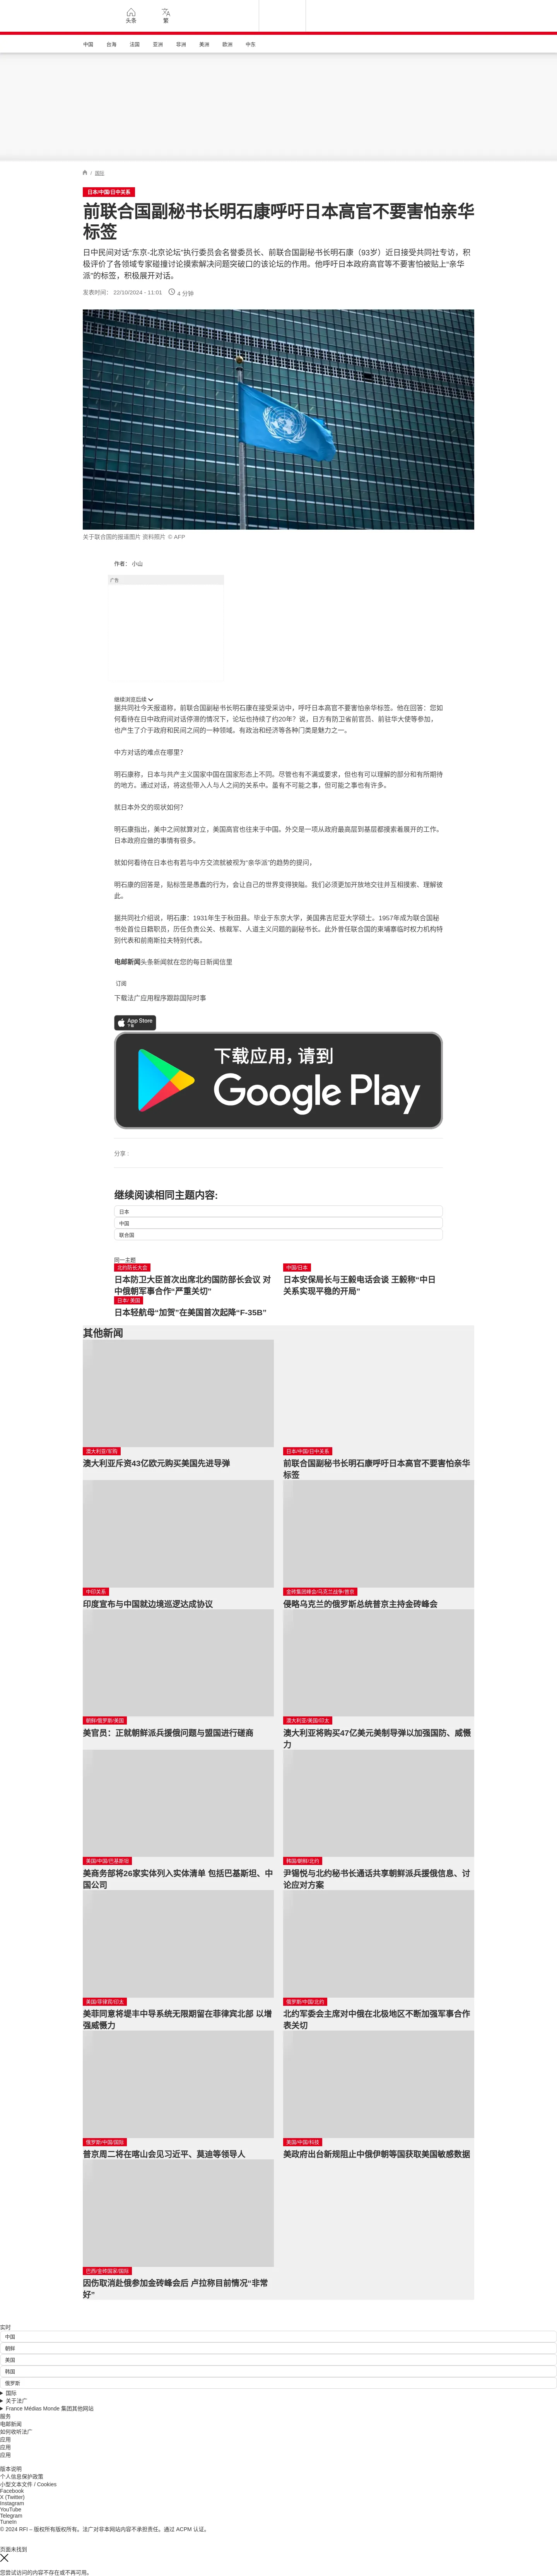 头条
繁
中国
台海
法国
亚洲
非洲
美洲
欧洲
中东
/ 国际
日本/中国/日中关系
前联合国副秘书长明石康呼吁日本高官不要害怕亲华
标签
日中民间对话“东京-北京论坛”执行委员会名誉委员长、前联合国副秘书长明石康（93岁）近日接受共同社专访，积
极评价了各领域专家碰撞讨论摸索解决问题突破口的该论坛的作用。他呼吁日本政府高官等不要害怕被贴上“亲华
派”的标签，积极展开对话。
发表时间： 22/10/2024 - 11:01
4 分钟
关于联合国的报道图片 资料照片 © AFP
作者： 小山
广告
继续浏览后续
据共同社今天报道称，前联合国副秘书长明石康在接受采访中，呼吁日本高官不要害怕亲华标签。他在回答：您如
何看待在日中政府间对话停滞的情况下，论坛也持续了约20年？说，日方有防卫省前官员、前驻华大使等参加，
也产生了介于政府和民间之间的一种领域。有政治和经济等各种门类是魅力之一。
中方对话的难点在哪里？
明石康称，日本与共产主义国家中国在国家形态上不同。尽管也有不满或要求，但也有可以理解的部分和有所期待
的地方。通过对话，将这些带入人与人之间的关系中。虽有不可能之事，但可能之事也有许多。
就日本外交的现状如何？
明石康指出，美中之间就算对立，美国高官也往来于中国。外交是一项从政府最高层到基层都摸索着展开的工作。
日本政府应做的事情有很多。
就如何看待在日本也有若与中方交流就被视为“亲华派”的趋势的提问，
明石康的回答是，贴标签是愚蠢的行为，会让自己的世界变得狭隘。我们必须更加开放地交往并互相摸索、理解彼
此。
据共同社介绍说，明石康：1931年生于秋田县。毕业于东京大学，美国弗吉尼亚大学硕士。1957年成为联合国秘
书处首位日籍职员，历任负责公关、核裁军、人道主义问题的副秘书长。此外曾任联合国的柬埔寨临时权力机构特
别代表和前南斯拉夫特别代表。
电邮新闻头条新闻就在您的每日新闻信里
订阅
下载法广应用程序跟踪国际时事
App Store
下载
下载应用，请到
Google Play
分享 :
继续阅读相同主题内容:
日本
中国
联合国
同一主题
北约防长大会
日本防卫大臣首次出席北约国防部长会议 对
中俄朝军事合作“严重关切”
中国/日本
日本安保局长与王毅电话会谈 王毅称“中日
关系实现平稳的开局”
日本/ 美国
日本轻航母“加贺”在美国首次起降“F-35B”
其他新闻
澳大利亚/军购
澳大利亚斥资43亿欧元购买美国先进导弹
日本/中国/日中关系
前联合国副秘书长明石康呼吁日本高官不要害怕亲华
标签
中印关系
印度宣布与中国就边境巡逻达成协议
金砖集团峰会/乌克兰战争/普京
侵略乌克兰的俄罗斯总统普京主持金砖峰会
朝鲜/俄罗斯/美国
美官员：正就朝鲜派兵援俄问题与盟国进行磋商
澳大利亚/美国/印太
澳大利亚将购买47亿美元美制导弹以加强国防、威慑
力
美国/中国/巴基斯坦
美商务部将26家实体列入实体清单 包括巴基斯坦、中
国公司
韩国/朝鲜/北约
尹锡悦与北约秘书长通话共享朝鲜派兵援俄信息、讨
论应对方案
美国/菲律宾/印太
美菲同意将堤丰中导系统无限期留在菲律宾北部 以增
强威慑力
俄罗斯/中国/北约
北约军委会主席对中俄在北极地区不断加强军事合作
表关切
俄罗斯/中国/国际
普京周二将在喀山会见习近平、莫迪等领导人
美国/中国/科技
美政府出台新规阻止中俄伊朝等国获取美国敏感数据
巴西/金砖国家/国际
因伤取消赴俄参加金砖峰会后 卢拉称目前情况“非常
好”
实时
中国
朝鲜
美国
韩国
俄罗斯
国际
关于法广
France Médias Monde 集团其他网站
服务
电邮新闻
如何收听法广
应用
应用
应用
版本说明
个人信息保护政策
小型文本文件 / Cookies
Facebook
X (Twitter)
Instagram
YouTube
Telegram
TuneIn
© 2024 RFI – 版权所有版权所有。法广对非本网站内容不承担责任。通过 ACPM 认证。
页面未找到
您尝试访问的内容不存在或不再可用。